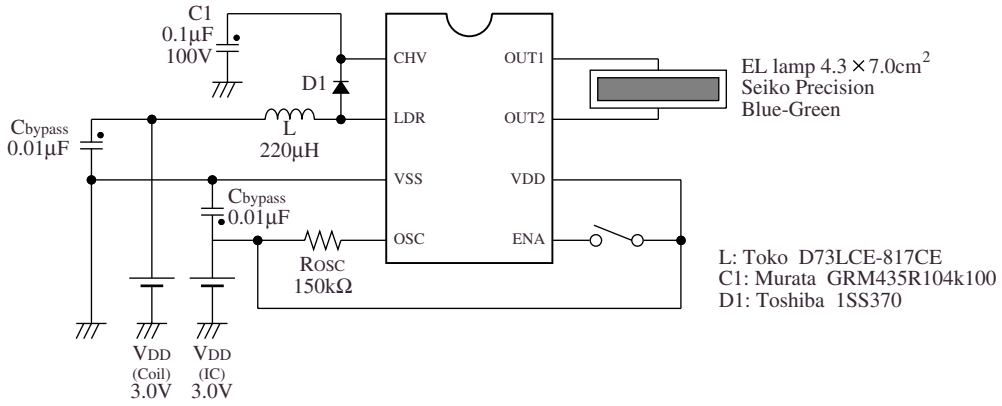 C1
0.1µF
100V
D1
CHV
LDR
VSS
OSC
OUT1
OUT2
VDD
ENA
EL lamp 4.3×7.0cm²
Seiko Precision
Blue-Green
Cbypass
0.01µF
L
220µH
Cbypass
0.01µF
ROSC
150kΩ
L: Toko D73LCE-817CE
C1: Murata GRM435R104k100
D1: Toshiba 1SS370
VDD
(Coil)
3.0V
VDD
(IC)
3.0V